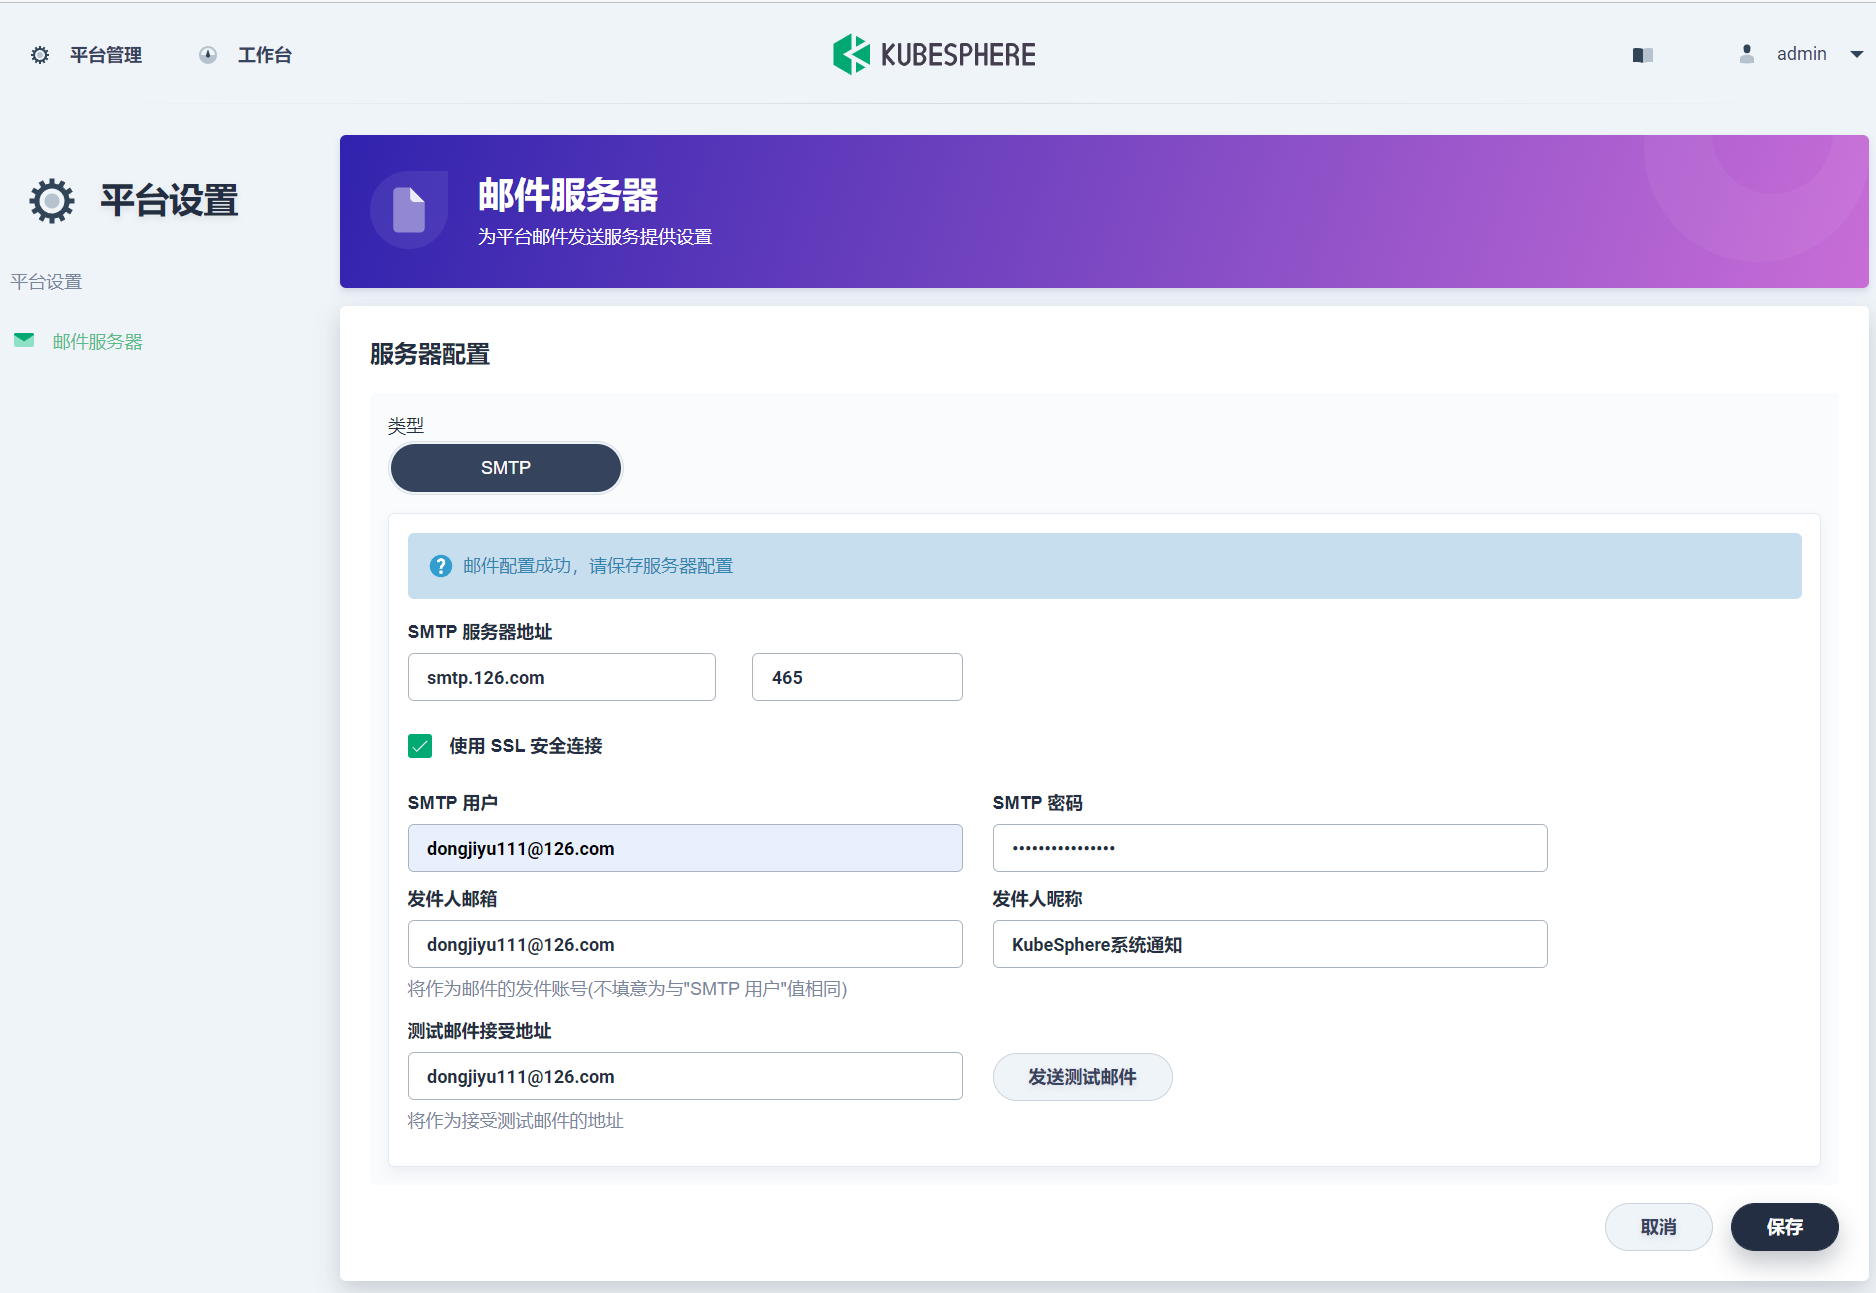 平台管理
工作台
KUBESPHERE
admin
平台设置
平台设置
邮件服务器
邮件服务器
为平台邮件发送服务提供设置
服务器配置
类型
SMTP
邮件配置成功，请保存服务器配置
SMTP 服务器地址
smtp.126.com
465
使用 SSL 安全连接
SMTP 用户
SMTP 密码
dongjiyu111@126.com
••••••••••••••••
发件人邮箱
发件人昵称
dongjiyu111@126.com
KubeSphere系统通知
将作为邮件的发件账号(不填意为与"SMTP 用户"值相同)
测试邮件接受地址
dongjiyu111@126.com
发送测试邮件
将作为接受测试邮件的地址
取消
保存